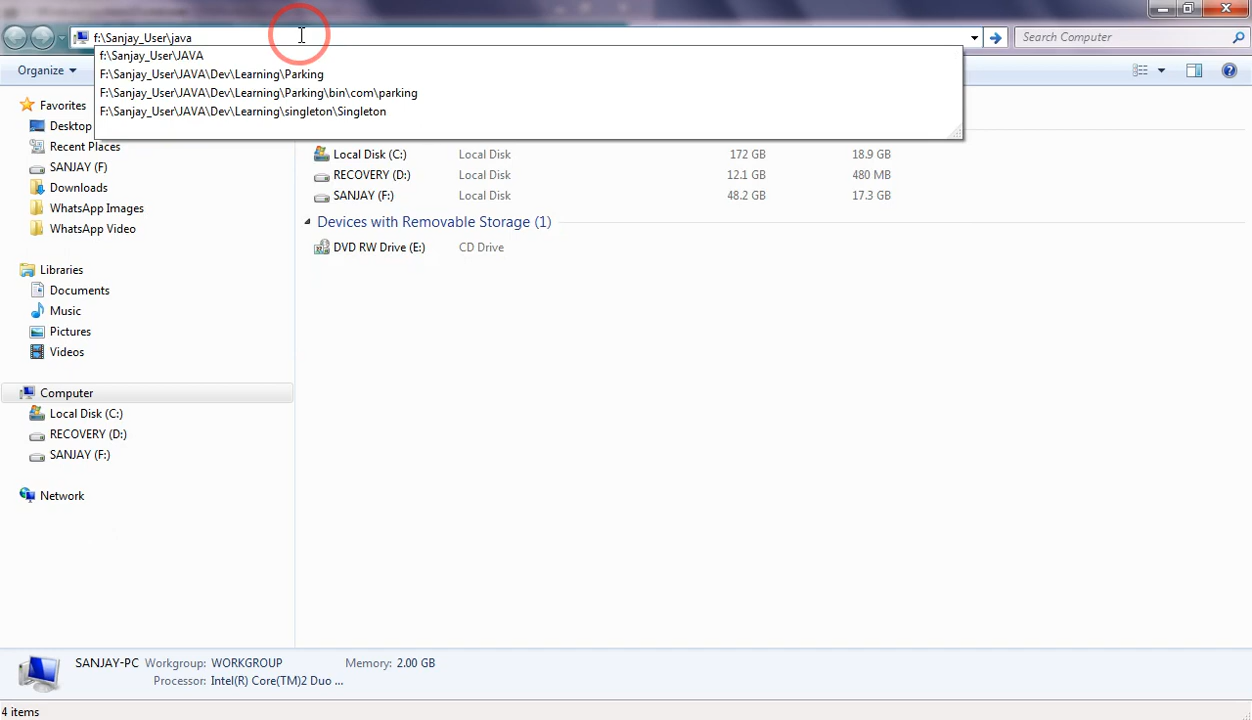 f:\Sanjay_User\java
Search Computer
f:\Sanjay_User\JAVA
F:\Sanjay_User\JAVA\Dev\Learning\Parking
F:\Sanjay_User\JAVA\Dev\Learning\Parking\bin\com\parking
F:\Sanjay_User\JAVA\Dev\Learning\singleton\Singleton
Organize
Favorites
Desktop
Recent Places
SANJAY (F)
Downloads
WhatsApp Images
WhatsApp Video
Libraries
Documents
Music
Pictures
Videos
Computer
Local Disk (C:)
RECOVERY (D:)
SANJAY (F:)
Network
Local Disk (C:) Local Disk 172 GB 18.9 GB
RECOVERY (D:) Local Disk 12.1 GB 480 MB
SANJAY (F:) Local Disk 48.2 GB 17.3 GB
Devices with Removable Storage (1)
DVD RW Drive (E:) CD Drive
SANJAY-PC Workgroup: WORKGROUP Memory: 2.00 GB
Processor: Intel(R) Core(TM)2 Duo ...
4 items